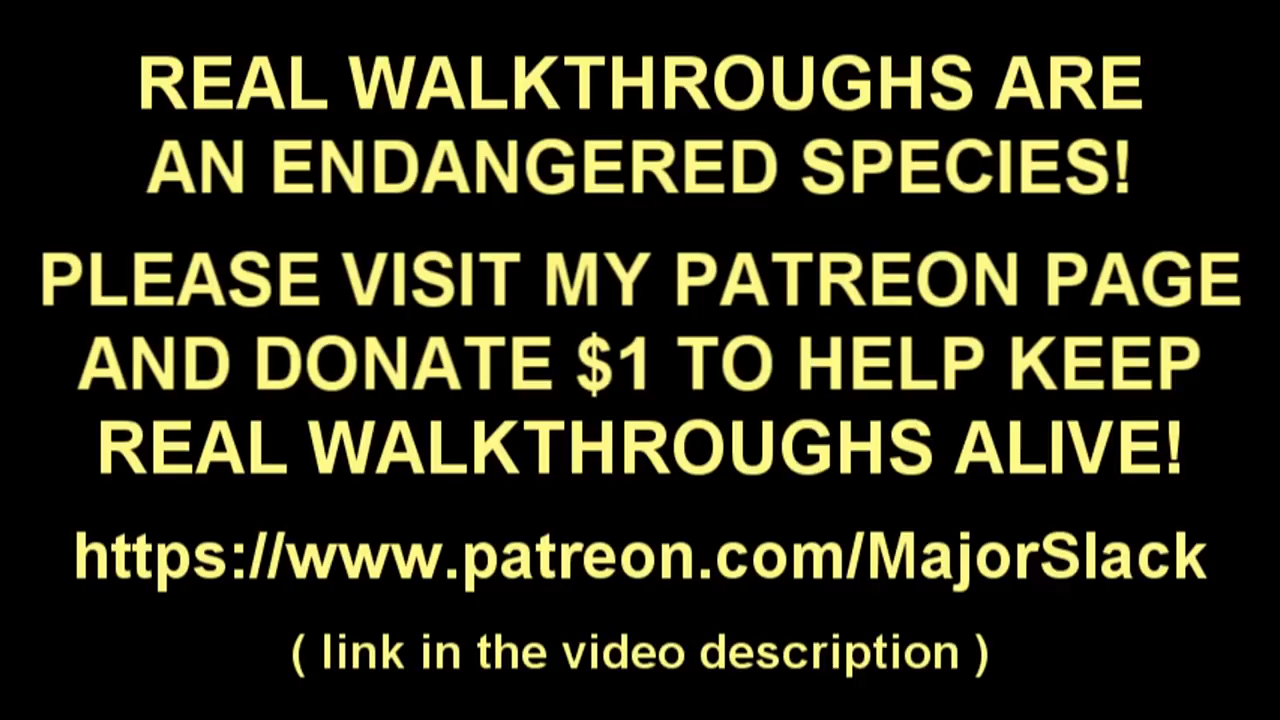 REAL WALKTHROUGHS ARE
AN ENDANGERED SPECIES!
PLEASE VISIT MY PATREON PAGE
AND DONATE $1 TO HELP KEEP
REAL WALKTHROUGHS ALIVE!
https://www.patreon.com/MajorSlack
( link in the video description )